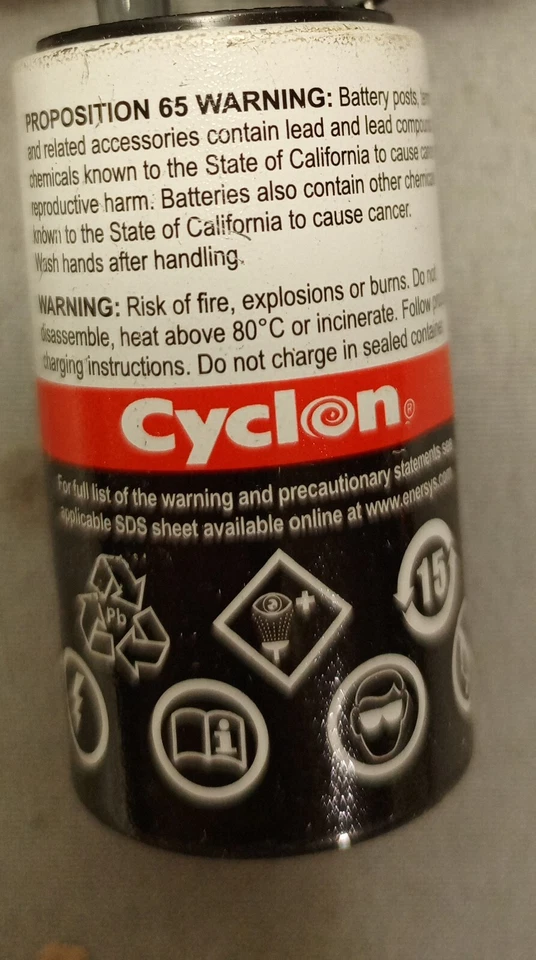 PROPOSITION 65 WARNING: Battery posts,
and related accessories contain lead and lead
chemicals known to the State of California to cause
reproductive harm. Batteries also contain other
known to the State of California to cause cancer.
Wash hands after handling.
WARNING: Risk of fire, explosions or burns. Do not
disassemble, heat above 80°C or incinerate. Follow
charging instructions. Do not charge in sealed
Cyclon®
For full list of the warning and precautionary statements see
applicable SDS sheet available online at www.enersys.com
15
Pb
i